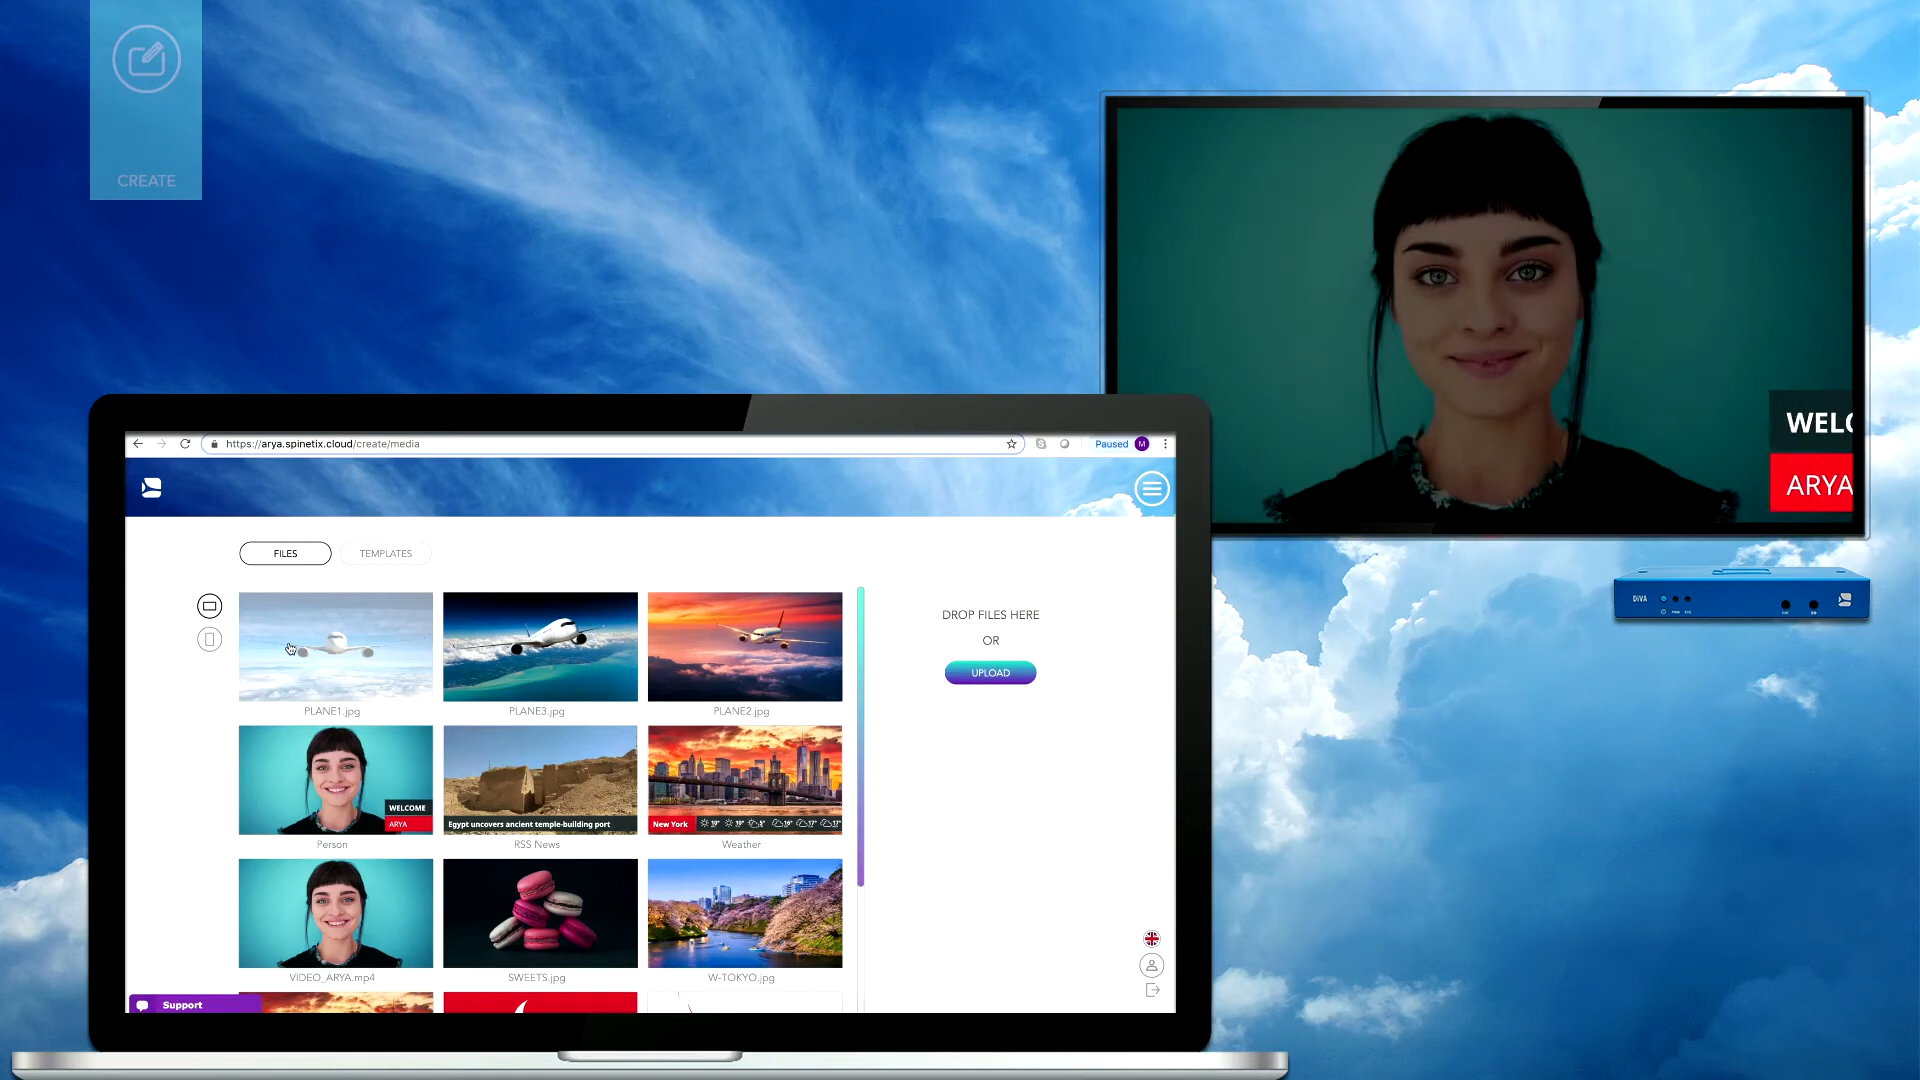 CREATE
WELC
ARYA
https://arya.spinetix.cloud/create/media
Paused
M
FILES
TEMPLATES
DROP FILES HERE
OR
UPLOAD
PLANE1.jpg
PLANE3.jpg
PLANE2.jpg
WELCOME
ARYA
Egypt uncovers ancient temple-building port
New York
Person
RSS News
Weather
VIDEO_ARYA.mp4
SWEETS.jpg
W-TOKYO.jpg
Support
DiVA